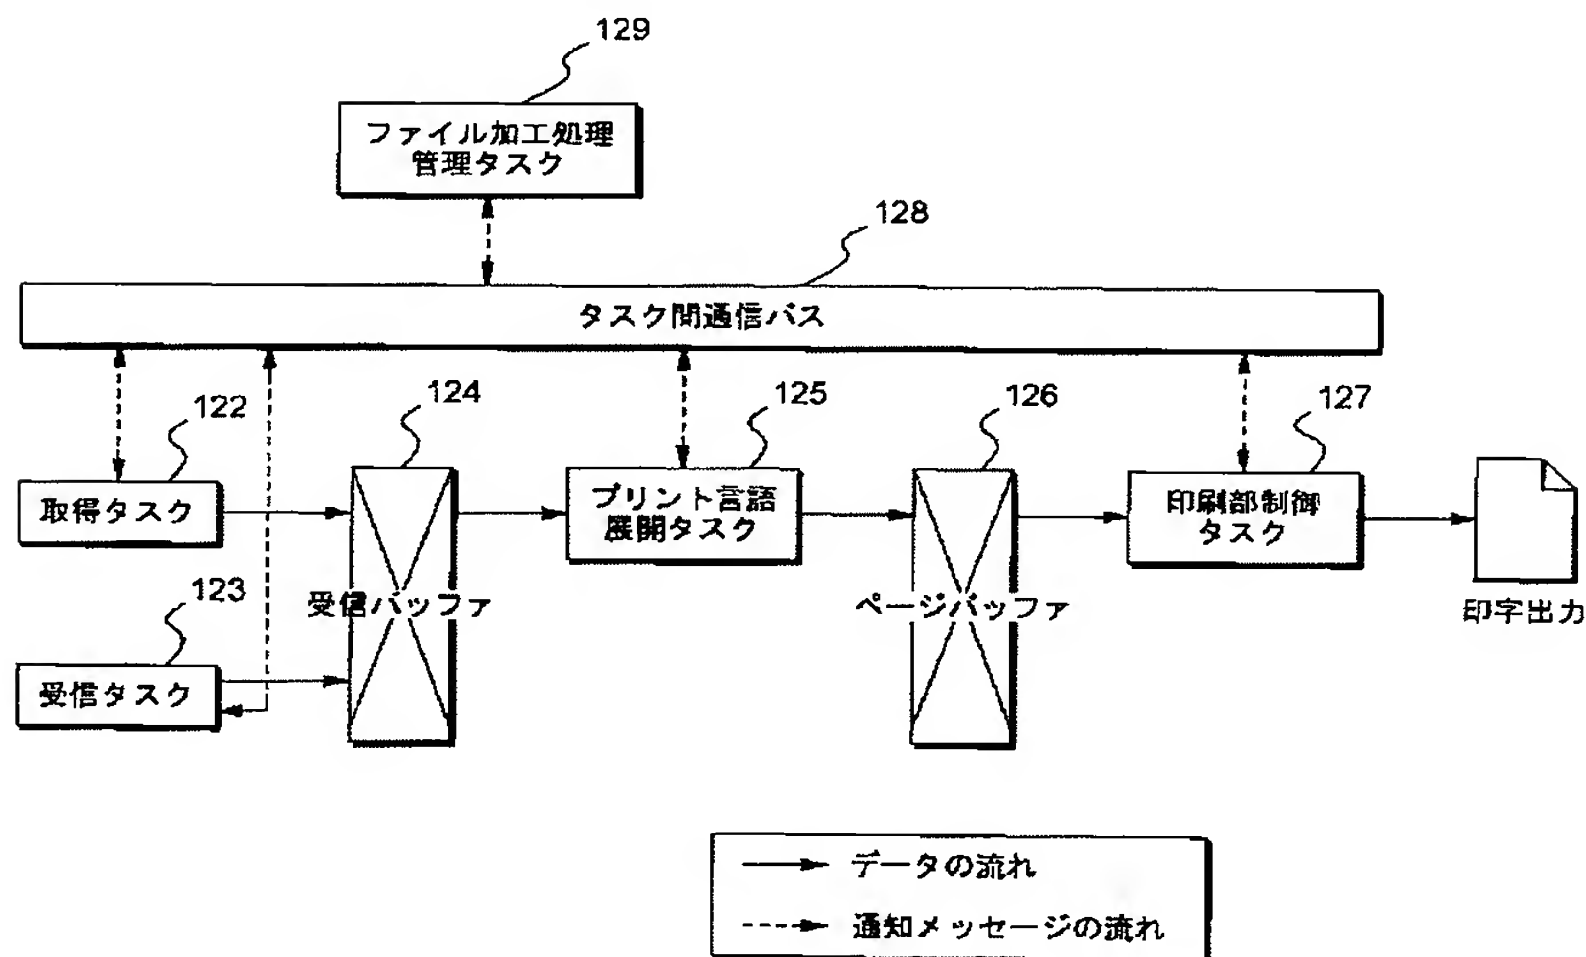 129
ファイル加工処理
管理タスク
128
タスク間通信バス
122
124
125
126
127
取得タスク
プリント言語
展開タスク
印刷部制御
タスク
123
受信バッファ
ページバッファ
印字出力
受信タスク
データの流れ
通知メッセージの流れ